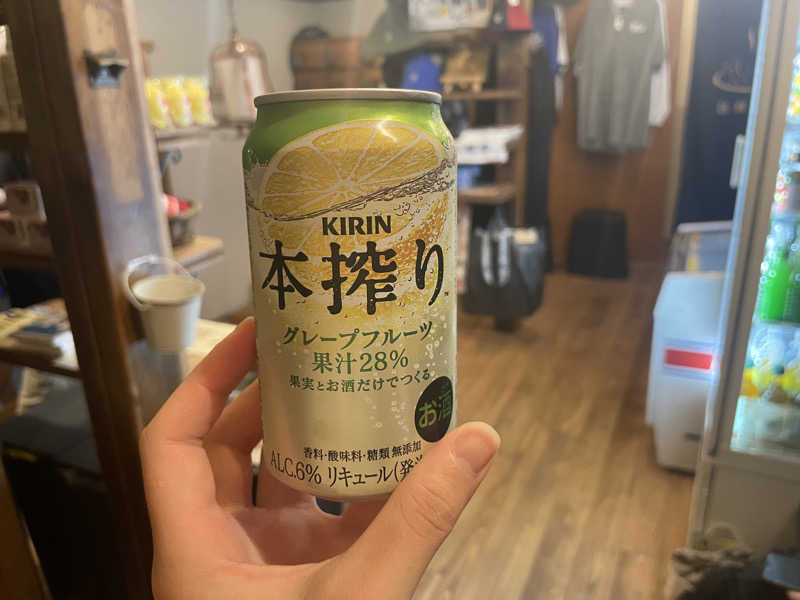 KIRIN
本搾り
グレープフルーツ
果汁28%
果実とお酒だけでつくる
お酒
香料・酸味料・糖類 無添加
ALC.6% リキュール(発